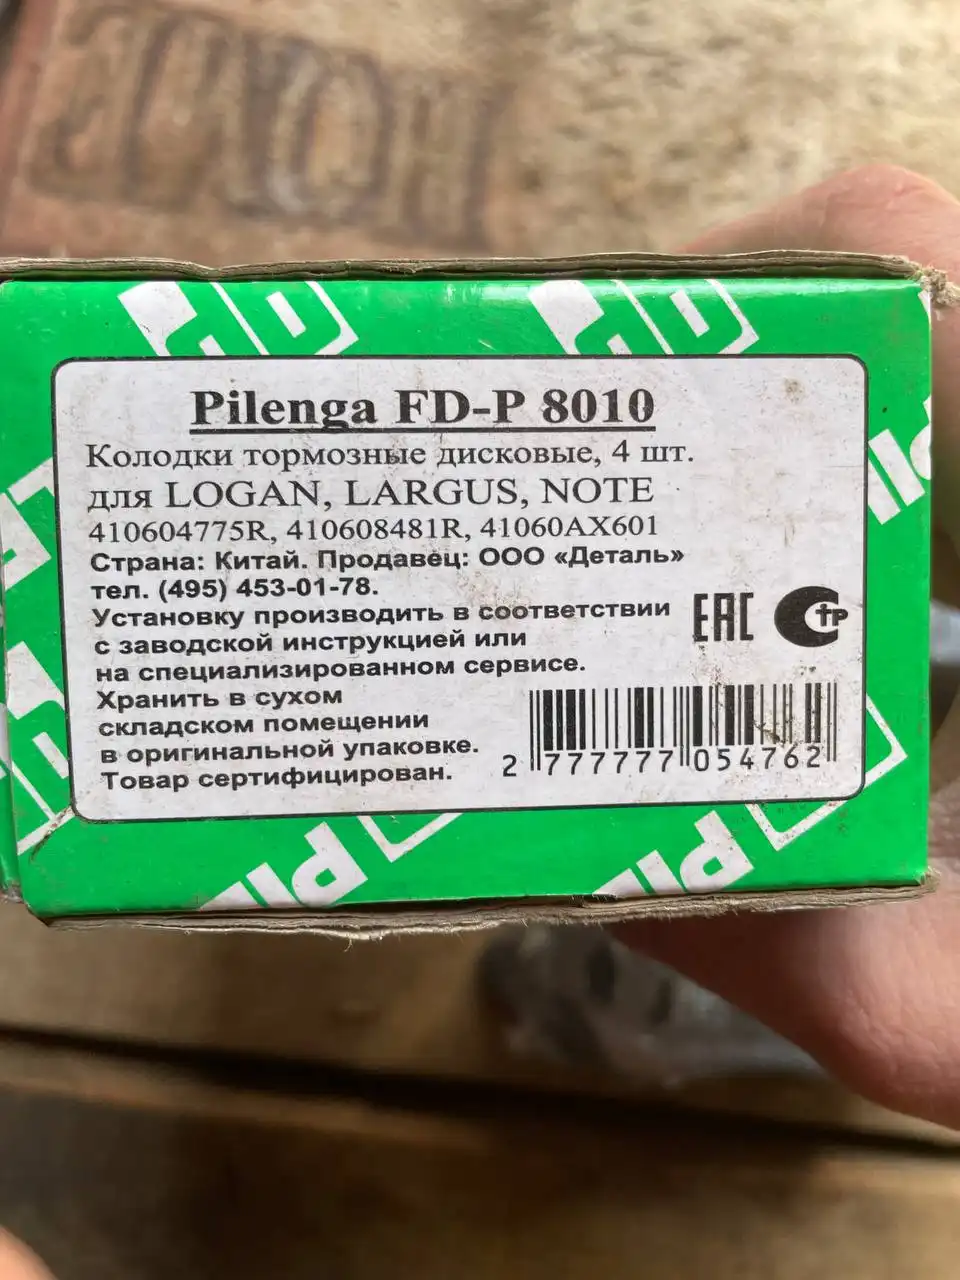 Pilenga FD-P 8010
Колодки тормозные дисковые, 4 шт.
для LOGAN, LARGUS, NOTE
410604775R, 410608481R, 41060AX601
Страна: Китай. Продавец: ООО «Деталь»
тел. (495) 453-01-78.
Установку производить в соответствии
с заводской инструкцией или
на специализированном сервисе.
Хранить в сухом
складском помещении
в оригинальной упаковке.
Товар сертифицирован.
EAC
СТР
2 777777 054762